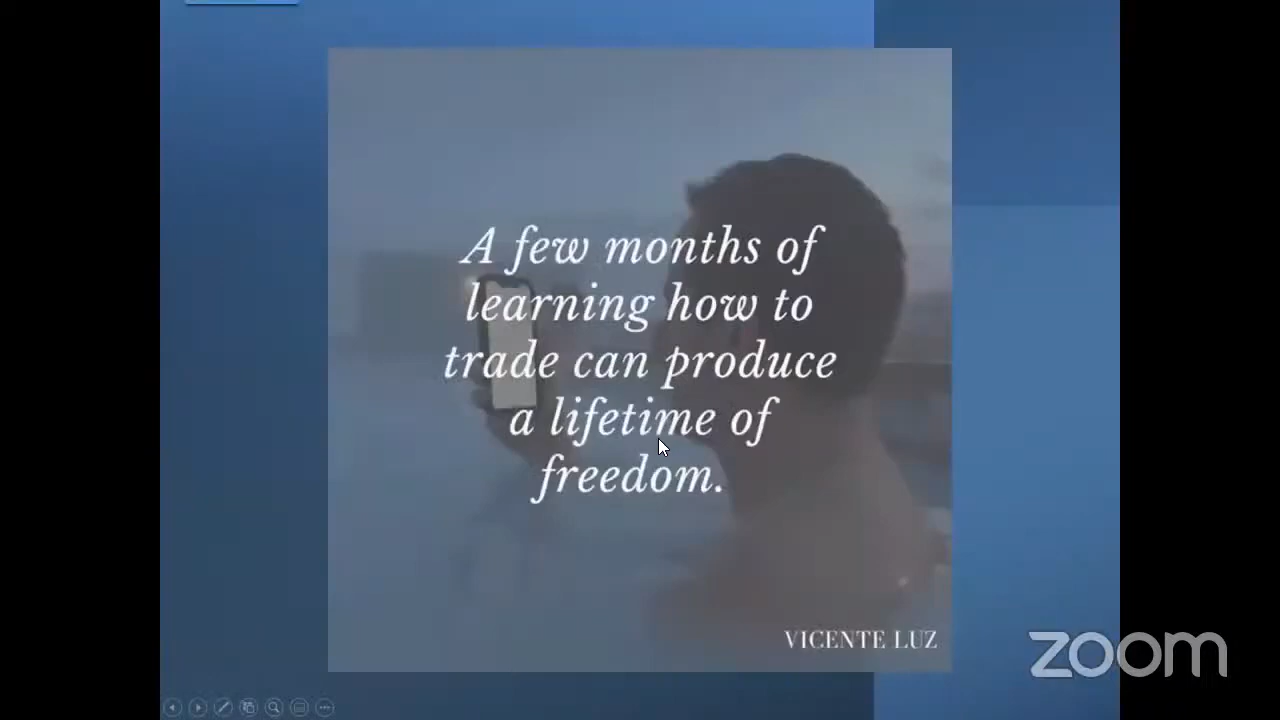 A few months of
learning how to
trade can produce
a lifetime of
freedom.
VICENTE LUZ
zoom